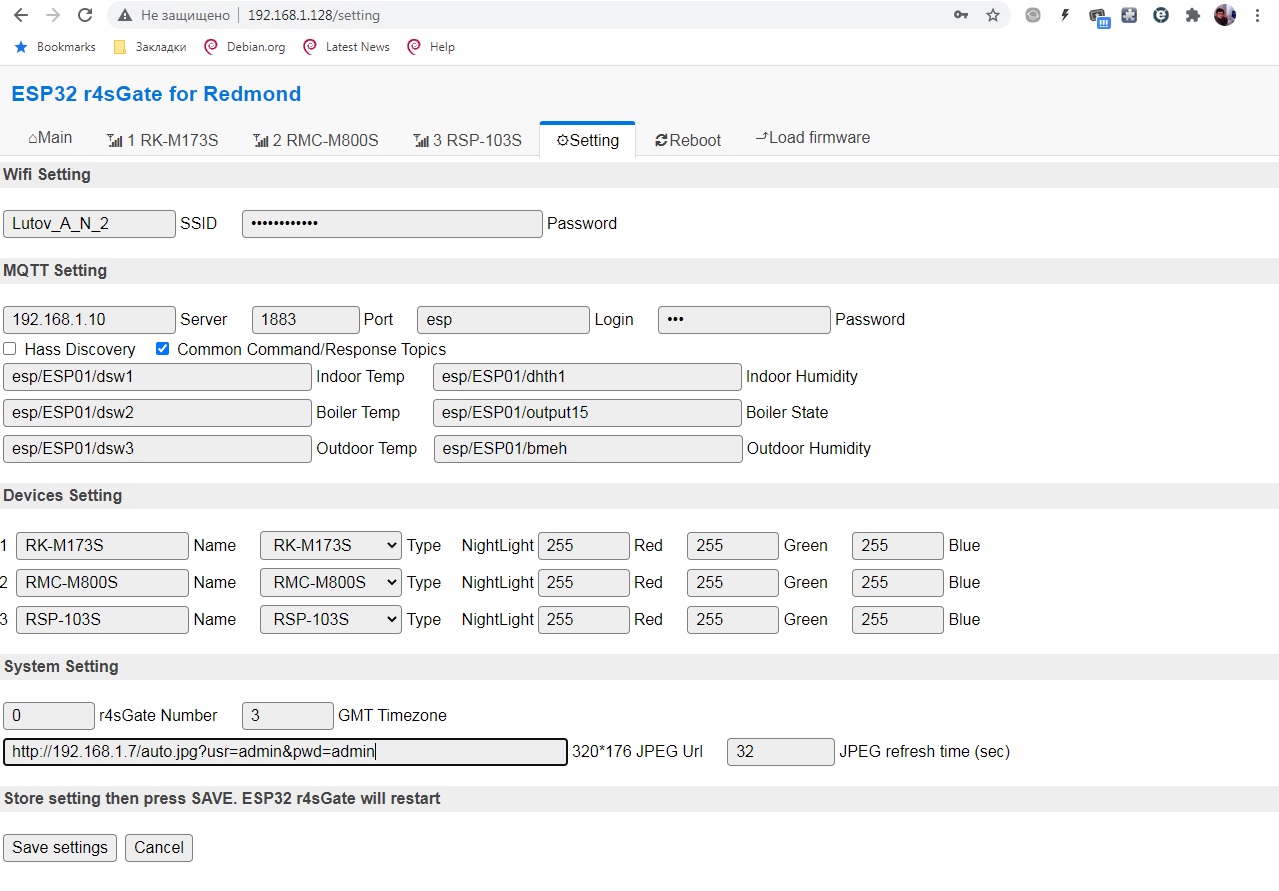 Не защищено 192.168.1.128/setting
Bookmarks Закладки Debian.org Latest News Help
ESP32 r4sGate for Redmond
Main 1 RK-M173S 2 RMC-M800S 3 RSP-103S Setting Reboot Load firmware
Wifi Setting
Lutov_A_N_2 SSID •••••••••••• Password
MQTT Setting
192.168.1.10 Server 1883 Port esp Login ••• Password
Hass Discovery Common Command/Response Topics
esp/ESP01/dsw1 Indoor Temp esp/ESP01/dhth1 Indoor Humidity
esp/ESP01/dsw2 Boiler Temp esp/ESP01/output15 Boiler State
esp/ESP01/dsw3 Outdoor Temp esp/ESP01/bmeh Outdoor Humidity
Devices Setting
1 RK-M173S Name RK-M173S Type NightLight 255 Red 255 Green 255 Blue
2 RMC-M800S Name RMC-M800S Type NightLight 255 Red 255 Green 255 Blue
3 RSP-103S Name RSP-103S Type NightLight 255 Red 255 Green 255 Blue
System Setting
0 r4sGate Number 3 GMT Timezone
http://192.168.1.7/auto.jpg?usr=admin&pwd=admin 320*176 JPEG Url 32 JPEG refresh time (sec)
Store setting then press SAVE. ESP32 r4sGate will restart
Save settings Cancel